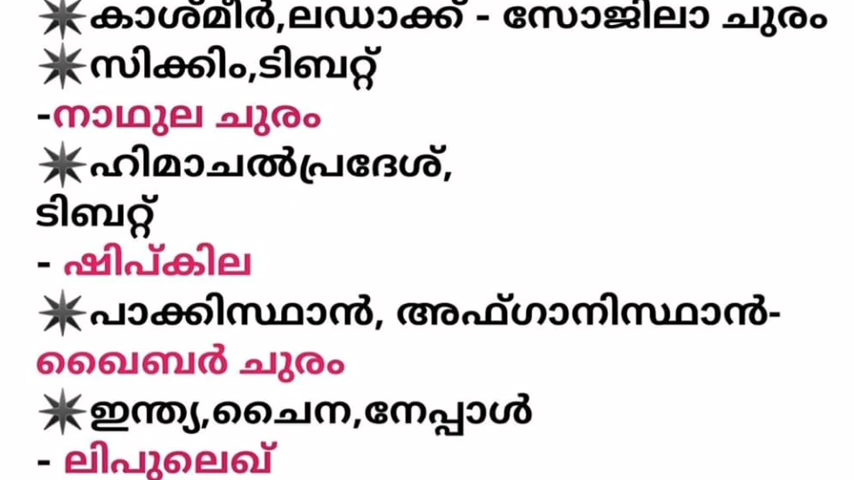 ✴കാശ്മീർ,ലഡാക്ക് - സോജിലാ ചുരം
✴സിക്കിം,ടിബറ്റ്
-നാഥുല ചുരം
✴ഹിമാചൽപ്രദേശ്,
ടിബറ്റ്
- ഷിപ്കില
✴പാക്കിസ്ഥാൻ, അഫ്ഗാനിസ്ഥാൻ-
ഖൈബർ ചുരം
✴ഇന്ത്യ,ചൈന,നേപ്പാൾ
- ലിപുലെഖ്